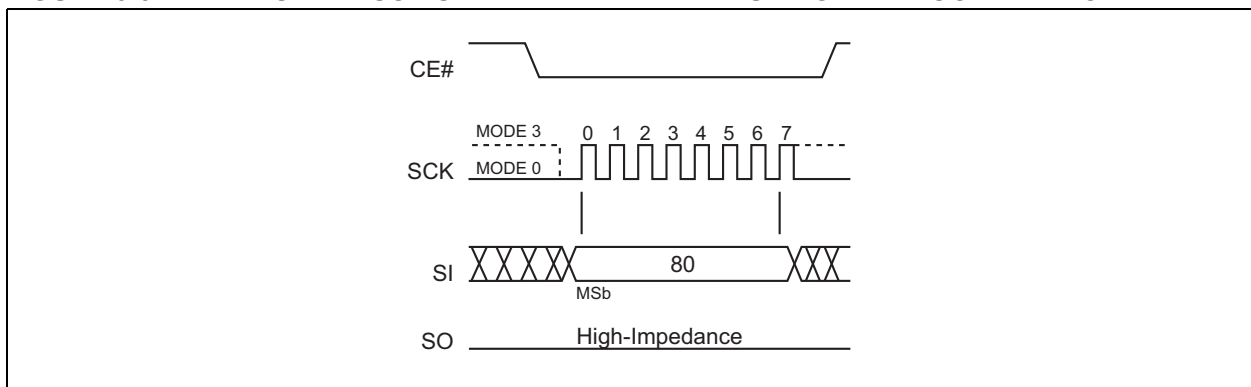 CE#
MODE 3
0 1 2 3 4 5 6 7
SCK
MODE 0
SI
80
MSb
SO
High-Impedance